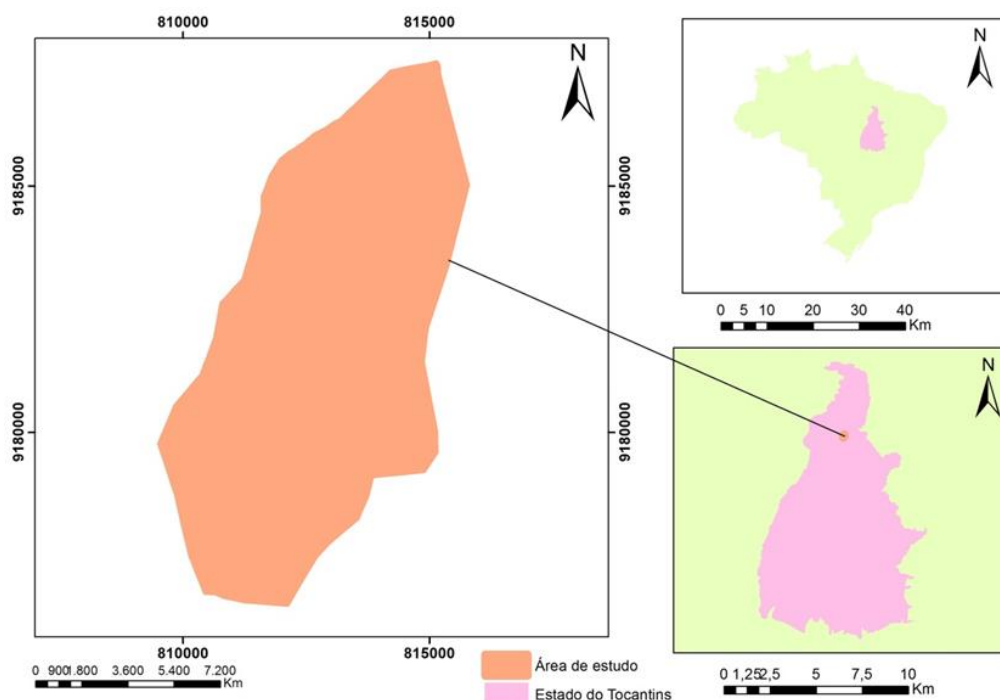 810000 815000
N
9185000 9185000
9180000 9180000
810000 815000
0 900 1.800 3.600 5.400 7.200
Km
Área de estudo
Estado do Tocantins
N
0 5 10 20 30 40
Km
N
0 1,25 2,5 5 7,5 10
Km